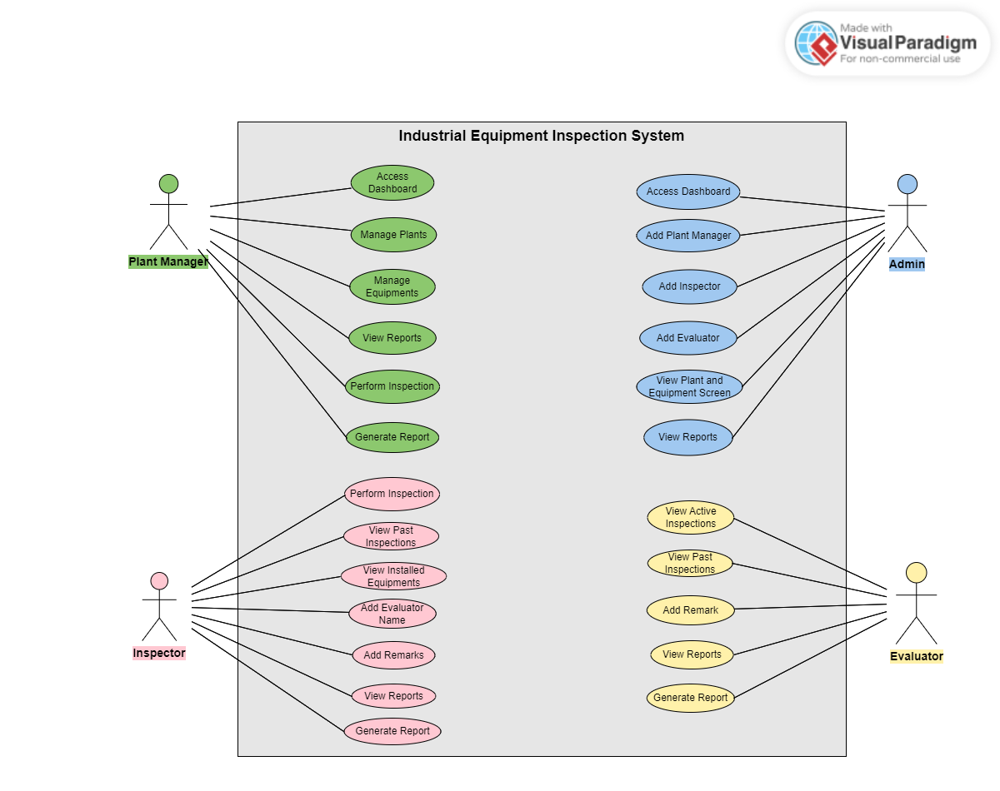 Made with
Visual Paradigm
For non-commercial use
Industrial Equipment Inspection System
Plant Manager
Access
Dashboard
Manage Plants
Manage
Equipments
View Reports
Perform Inspection
Generate Report
Admin
Access Dashboard
Add Plant Manager
Add Inspector
Add Evaluator
View Plant and
Equipment Screen
View Reports
Inspector
Perform Inspection
View Past
Inspections
View Installed
Equipments
Add Evaluator
Name
Add Remarks
View Reports
Generate Report
Evaluator
View Active
Inspections
View Past
Inspections
Add Remark
View Reports
Generate Report